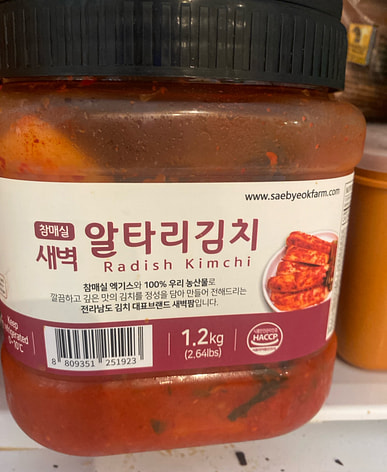 www.saebyeokfarm.com
참매실
새벽
알타리김치
Radish Kimchi
참매실 엑기스와 100% 우리 농산물로
깔끔하고 깊은 맛의 김치를 정성을 담아 만들어 전해드리는
전라남도 김치 대표브랜드 새벽팜입니다.
Keep
refrigerated
8 809351 251923
1.2kg
(2.64lbs)
HACCP